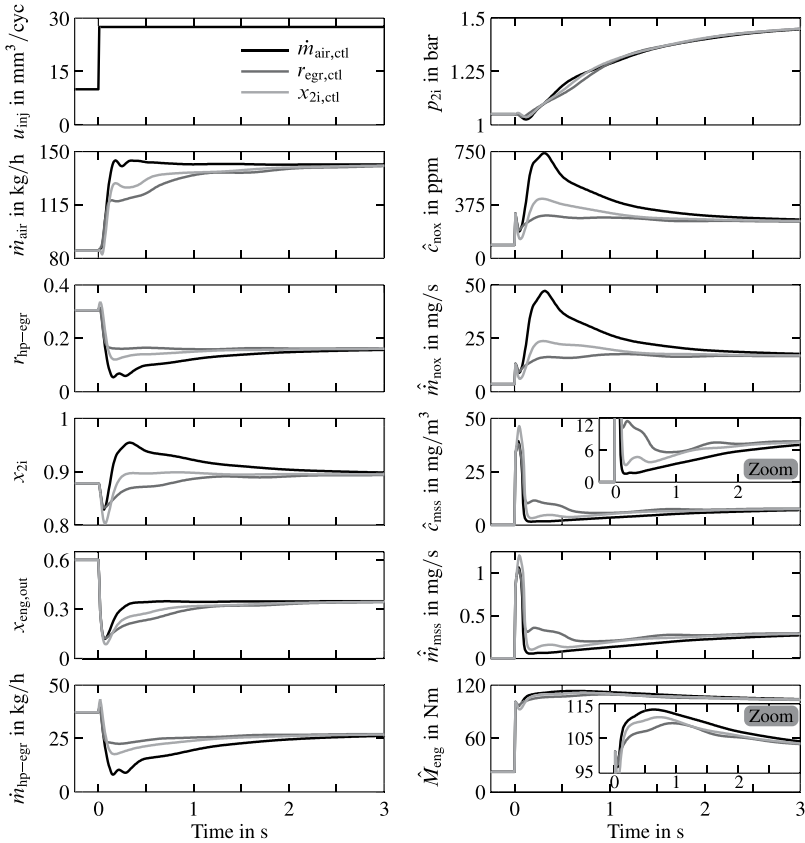 u_inj in mm³/cyc
30
15
0
ṁ_air,ctl
r_egr,ctl
x_2i,ctl
p_2i in bar
1.5
1.25
1
ṁ_air in kg/h
150
115
80
ĉ_nox in ppm
750
375
0
r_hp−egr
0.4
0.2
0
m̂̇_nox in mg/s
50
25
0
x_2i
1
0.9
0.8
ĉ_mss in mg/m³
50
25
0
12
6
0
0 1 2
Zoom
x_eng,out
0.6
0.3
0
m̂̇_mss in mg/s
1
0.5
0
ṁ_hp−egr in kg/h
50
25
0
0 1 2 3
Time in s
M̂_eng in Nm
120
60
0
115
105
95
0 1 2
Zoom
0 1 2 3
Time in s